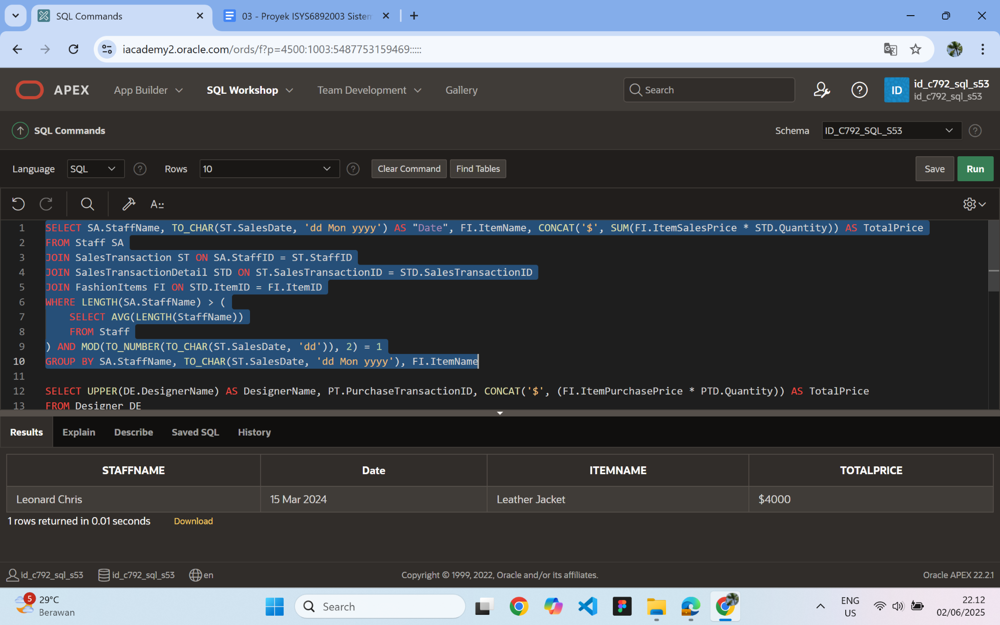 SQL Commands
03 - Proyek ISYS6892003 Sistem
iacademy2.oracle.com/ords/f?p=4500:1003:5487753159469:::::
APEX
App Builder
SQL Workshop
Team Development
Gallery
Search
ID
id_c792_sql_s53
id_c792_sql_s53
SQL Commands
Schema
ID_C792_SQL_S53
Language
SQL
Rows
10
Clear Command
Find Tables
Save
Run
A::
1 SELECT SA.StaffName, TO_CHAR(ST.SalesDate, 'dd Mon yyyy') AS "Date", FI.ItemName, CONCAT('$', SUM(FI.ItemSalesPrice * STD.Quantity)) AS TotalPrice
2 FROM Staff SA
3 JOIN SalesTransaction ST ON SA.StaffID = ST.StaffID
4 JOIN SalesTransactionDetail STD ON ST.SalesTransactionID = STD.SalesTransactionID
5 JOIN FashionItems FI ON STD.ItemID = FI.ItemID
6 WHERE LENGTH(SA.StaffName) > (
7 SELECT AVG(LENGTH(StaffName))
8 FROM Staff
9 ) AND MOD(TO_NUMBER(TO_CHAR(ST.SalesDate, 'dd')), 2) = 1
10 GROUP BY SA.StaffName, TO_CHAR(ST.SalesDate, 'dd Mon yyyy'), FI.ItemName
11
12 SELECT UPPER(DE.DesignerName) AS DesignerName, PT.PurchaseTransactionID, CONCAT('$', (FI.ItemPurchasePrice * PTD.Quantity)) AS TotalPrice
13 FROM Designer DE
Results
Explain
Describe
Saved SQL
History
STAFFNAME Date ITEMNAME TOTALPRICE
Leonard Chris 15 Mar 2024 Leather Jacket $4000
1 rows returned in 0.01 seconds
Download
id_c792_sql_s53
id_c792_sql_s53
en
Copyright © 1999, 2022, Oracle and/or its affiliates.
Oracle APEX 22.2.1
5
29°C
Berawan
Search
ENG
US
22.12
02/06/2025